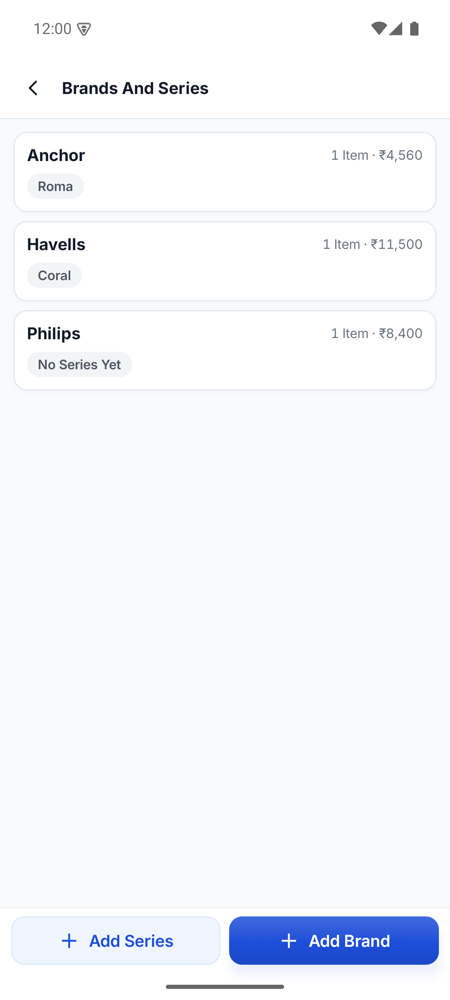 12:00
Brands And Series
Anchor 1 Item · ₹4,560
Roma
Havells 1 Item · ₹11,500
Coral
Philips 1 Item · ₹8,400
No Series Yet
Add Series Add Brand